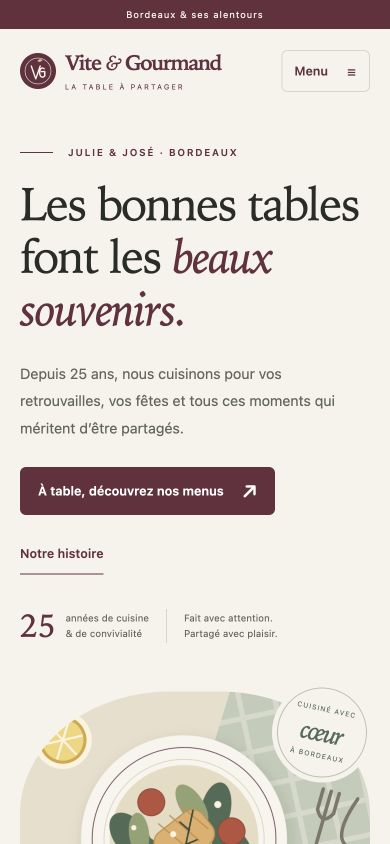 Bordeaux & ses alentours
VG
Vite & Gourmand
LA TABLE À PARTAGER
Menu
JULIE & JOSÉ · BORDEAUX
Les bonnes tables
font les beaux
souvenirs.
Depuis 25 ans, nous cuisinons pour vos
retrouvailles, vos fêtes et tous ces moments qui
méritent d’être partagés.
À table, découvrez nos menus
Notre histoire
25
années de cuisine
& de convivialité
Fait avec attention.
Partagé avec plaisir.
CUISINÉ AVEC
cœur
À BORDEAUX